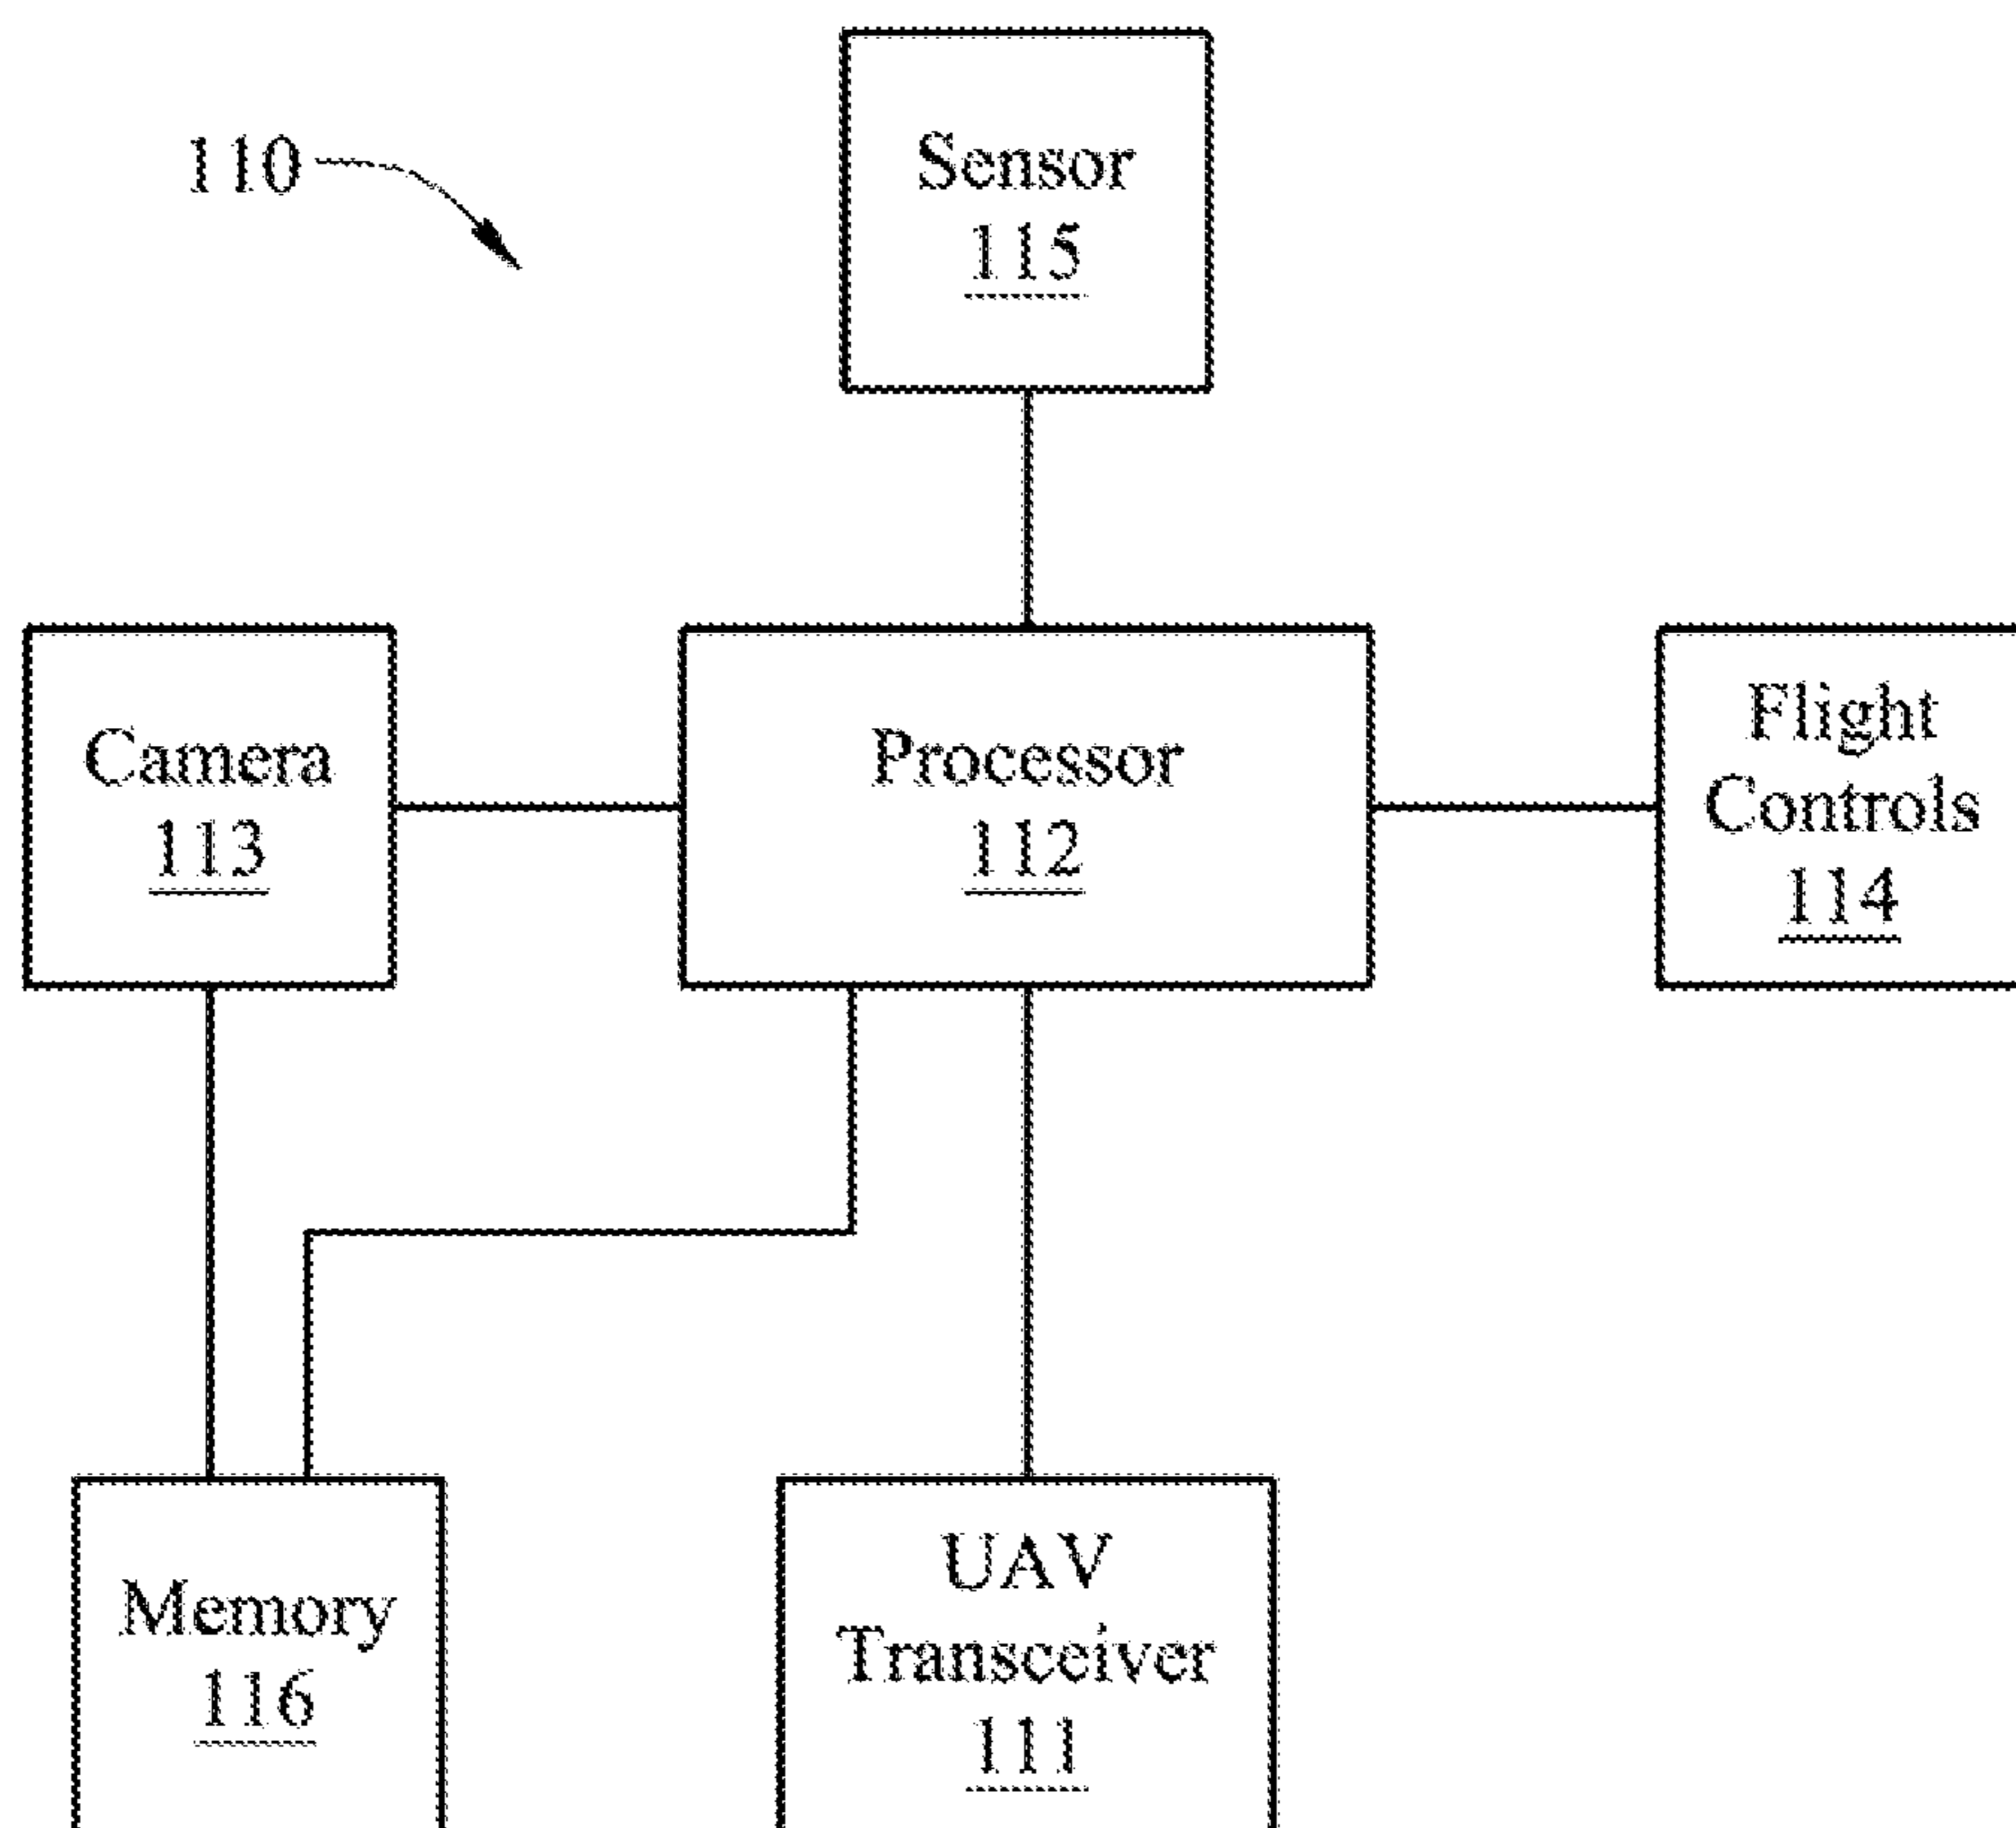 110
Sensor
115
Camera
113
Processor
112
Flight
Controls
114
Memory
116
UAV
Transceiver
111